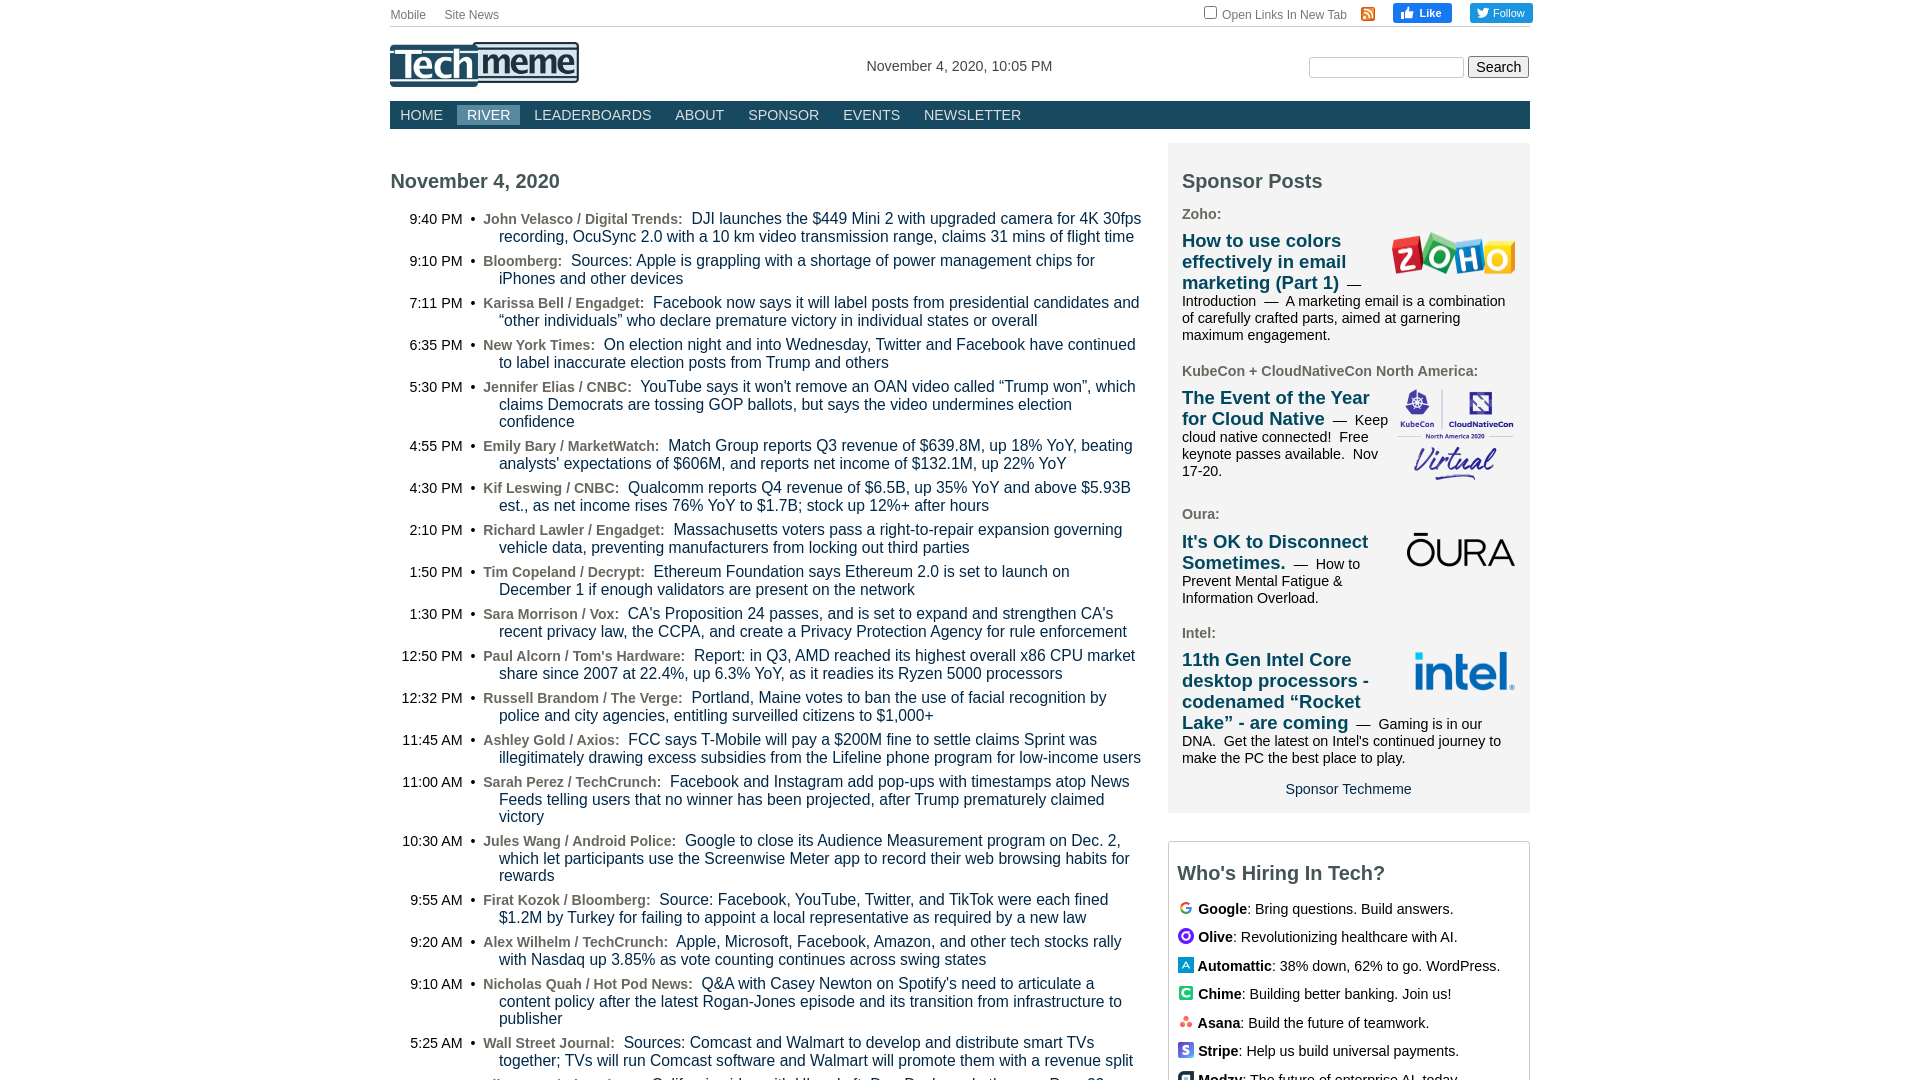 Mobile Site News Open Links In New Tab Like Follow
Techmeme
November 4, 2020, 10:05 PM
Search
HOME RIVER LEADERBOARDS ABOUT SPONSOR EVENTS NEWSLETTER
November 4, 2020
9:40 PM • John Velasco / Digital Trends: DJI launches the $449 Mini 2 with upgraded camera for 4K 30fps
recording, OcuSync 2.0 with a 10 km video transmission range, claims 31 mins of flight time
9:10 PM • Bloomberg: Sources: Apple is grappling with a shortage of power management chips for
iPhones and other devices
7:11 PM • Karissa Bell / Engadget: Facebook now says it will label posts from presidential candidates and
“other individuals” who declare premature victory in individual states or overall
6:35 PM • New York Times: On election night and into Wednesday, Twitter and Facebook have continued
to label inaccurate election posts from Trump and others
5:30 PM • Jennifer Elias / CNBC: YouTube says it won't remove an OAN video called “Trump won”, which
claims Democrats are tossing GOP ballots, but says the video undermines election
confidence
4:55 PM • Emily Bary / MarketWatch: Match Group reports Q3 revenue of $639.8M, up 18% YoY, beating
analysts' expectations of $606M, and reports net income of $132.1M, up 22% YoY
4:30 PM • Kif Leswing / CNBC: Qualcomm reports Q4 revenue of $6.5B, up 35% YoY and above $5.93B
est., as net income rises 76% YoY to $1.7B; stock up 12%+ after hours
2:10 PM • Richard Lawler / Engadget: Massachusetts voters pass a right-to-repair expansion governing
vehicle data, preventing manufacturers from locking out third parties
1:50 PM • Tim Copeland / Decrypt: Ethereum Foundation says Ethereum 2.0 is set to launch on
December 1 if enough validators are present on the network
1:30 PM • Sara Morrison / Vox: CA's Proposition 24 passes, and is set to expand and strengthen CA's
recent privacy law, the CCPA, and create a Privacy Protection Agency for rule enforcement
12:50 PM • Paul Alcorn / Tom's Hardware: Report: in Q3, AMD reached its highest overall x86 CPU market
share since 2007 at 22.4%, up 6.3% YoY, as it readies its Ryzen 5000 processors
12:32 PM • Russell Brandom / The Verge: Portland, Maine votes to ban the use of facial recognition by
police and city agencies, entitling surveilled citizens to $1,000+
11:45 AM • Ashley Gold / Axios: FCC says T-Mobile will pay a $200M fine to settle claims Sprint was
illegitimately drawing excess subsidies from the Lifeline phone program for low-income users
11:00 AM • Sarah Perez / TechCrunch: Facebook and Instagram add pop-ups with timestamps atop News
Feeds telling users that no winner has been projected, after Trump prematurely claimed
victory
10:30 AM • Jules Wang / Android Police: Google to close its Audience Measurement program on Dec. 2,
which let participants use the Screenwise Meter app to record their web browsing habits for
rewards
9:55 AM • Firat Kozok / Bloomberg: Source: Facebook, YouTube, Twitter, and TikTok were each fined
$1.2M by Turkey for failing to appoint a local representative as required by a new law
9:20 AM • Alex Wilhelm / TechCrunch: Apple, Microsoft, Facebook, Amazon, and other tech stocks rally
with Nasdaq up 3.85% as vote counting continues across swing states
9:10 AM • Nicholas Quah / Hot Pod News: Q&A with Casey Newton on Spotify's need to articulate a
content policy after the latest Rogan-Jones episode and its transition from infrastructure to
publisher
5:25 AM • Wall Street Journal: Sources: Comcast and Walmart to develop and distribute smart TVs
together; TVs will run Comcast software and Walmart will promote them with a revenue split
Sponsor Posts
Zoho:
How to use colors
effectively in email
marketing (Part 1) —
Introduction — A marketing email is a combination
of carefully crafted parts, aimed at garnering
maximum engagement.
ZOHO
KubeCon + CloudNativeCon North America:
The Event of the Year
for Cloud Native — Keep
cloud native connected! Free
keynote passes available. Nov
17-20.
KubeCon CloudNativeCon
North America 2020
Virtual
Oura:
It's OK to Disconnect
Sometimes. — How to
Prevent Mental Fatigue &
Information Overload.
ŌURA
Intel:
11th Gen Intel Core
desktop processors -
codenamed “Rocket
Lake” - are coming — Gaming is in our
DNA. Get the latest on Intel's continued journey to
make the PC the best place to play.
intel®
Sponsor Techmeme
Who's Hiring In Tech?
Google: Bring questions. Build answers.
Olive: Revolutionizing healthcare with AI.
Automattic: 38% down, 62% to go. WordPress.
Chime: Building better banking. Join us!
Asana: Build the future of teamwork.
Stripe: Help us build universal payments.
Modzy: The future of enterprise AI, today